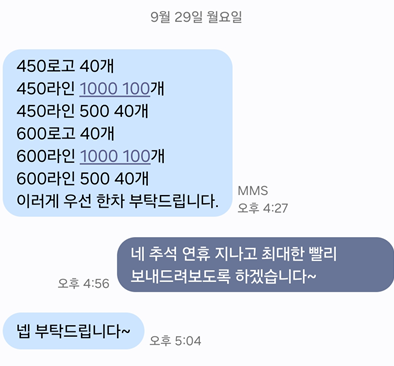 9월 29일 월요일
450로고 40개
450라인 1000 100개
450라인 500 40개
600로고 40개
600라인 1000 100개
600라인 500 40개
이러게 우선 한차 부탁드립니다.
MMS
오후 4:27
네 추석 연휴 지나고 최대한 빨리
보내드려보도록 하겠습니다~
오후 4:56
넵 부탁드립니다~
오후 5:04